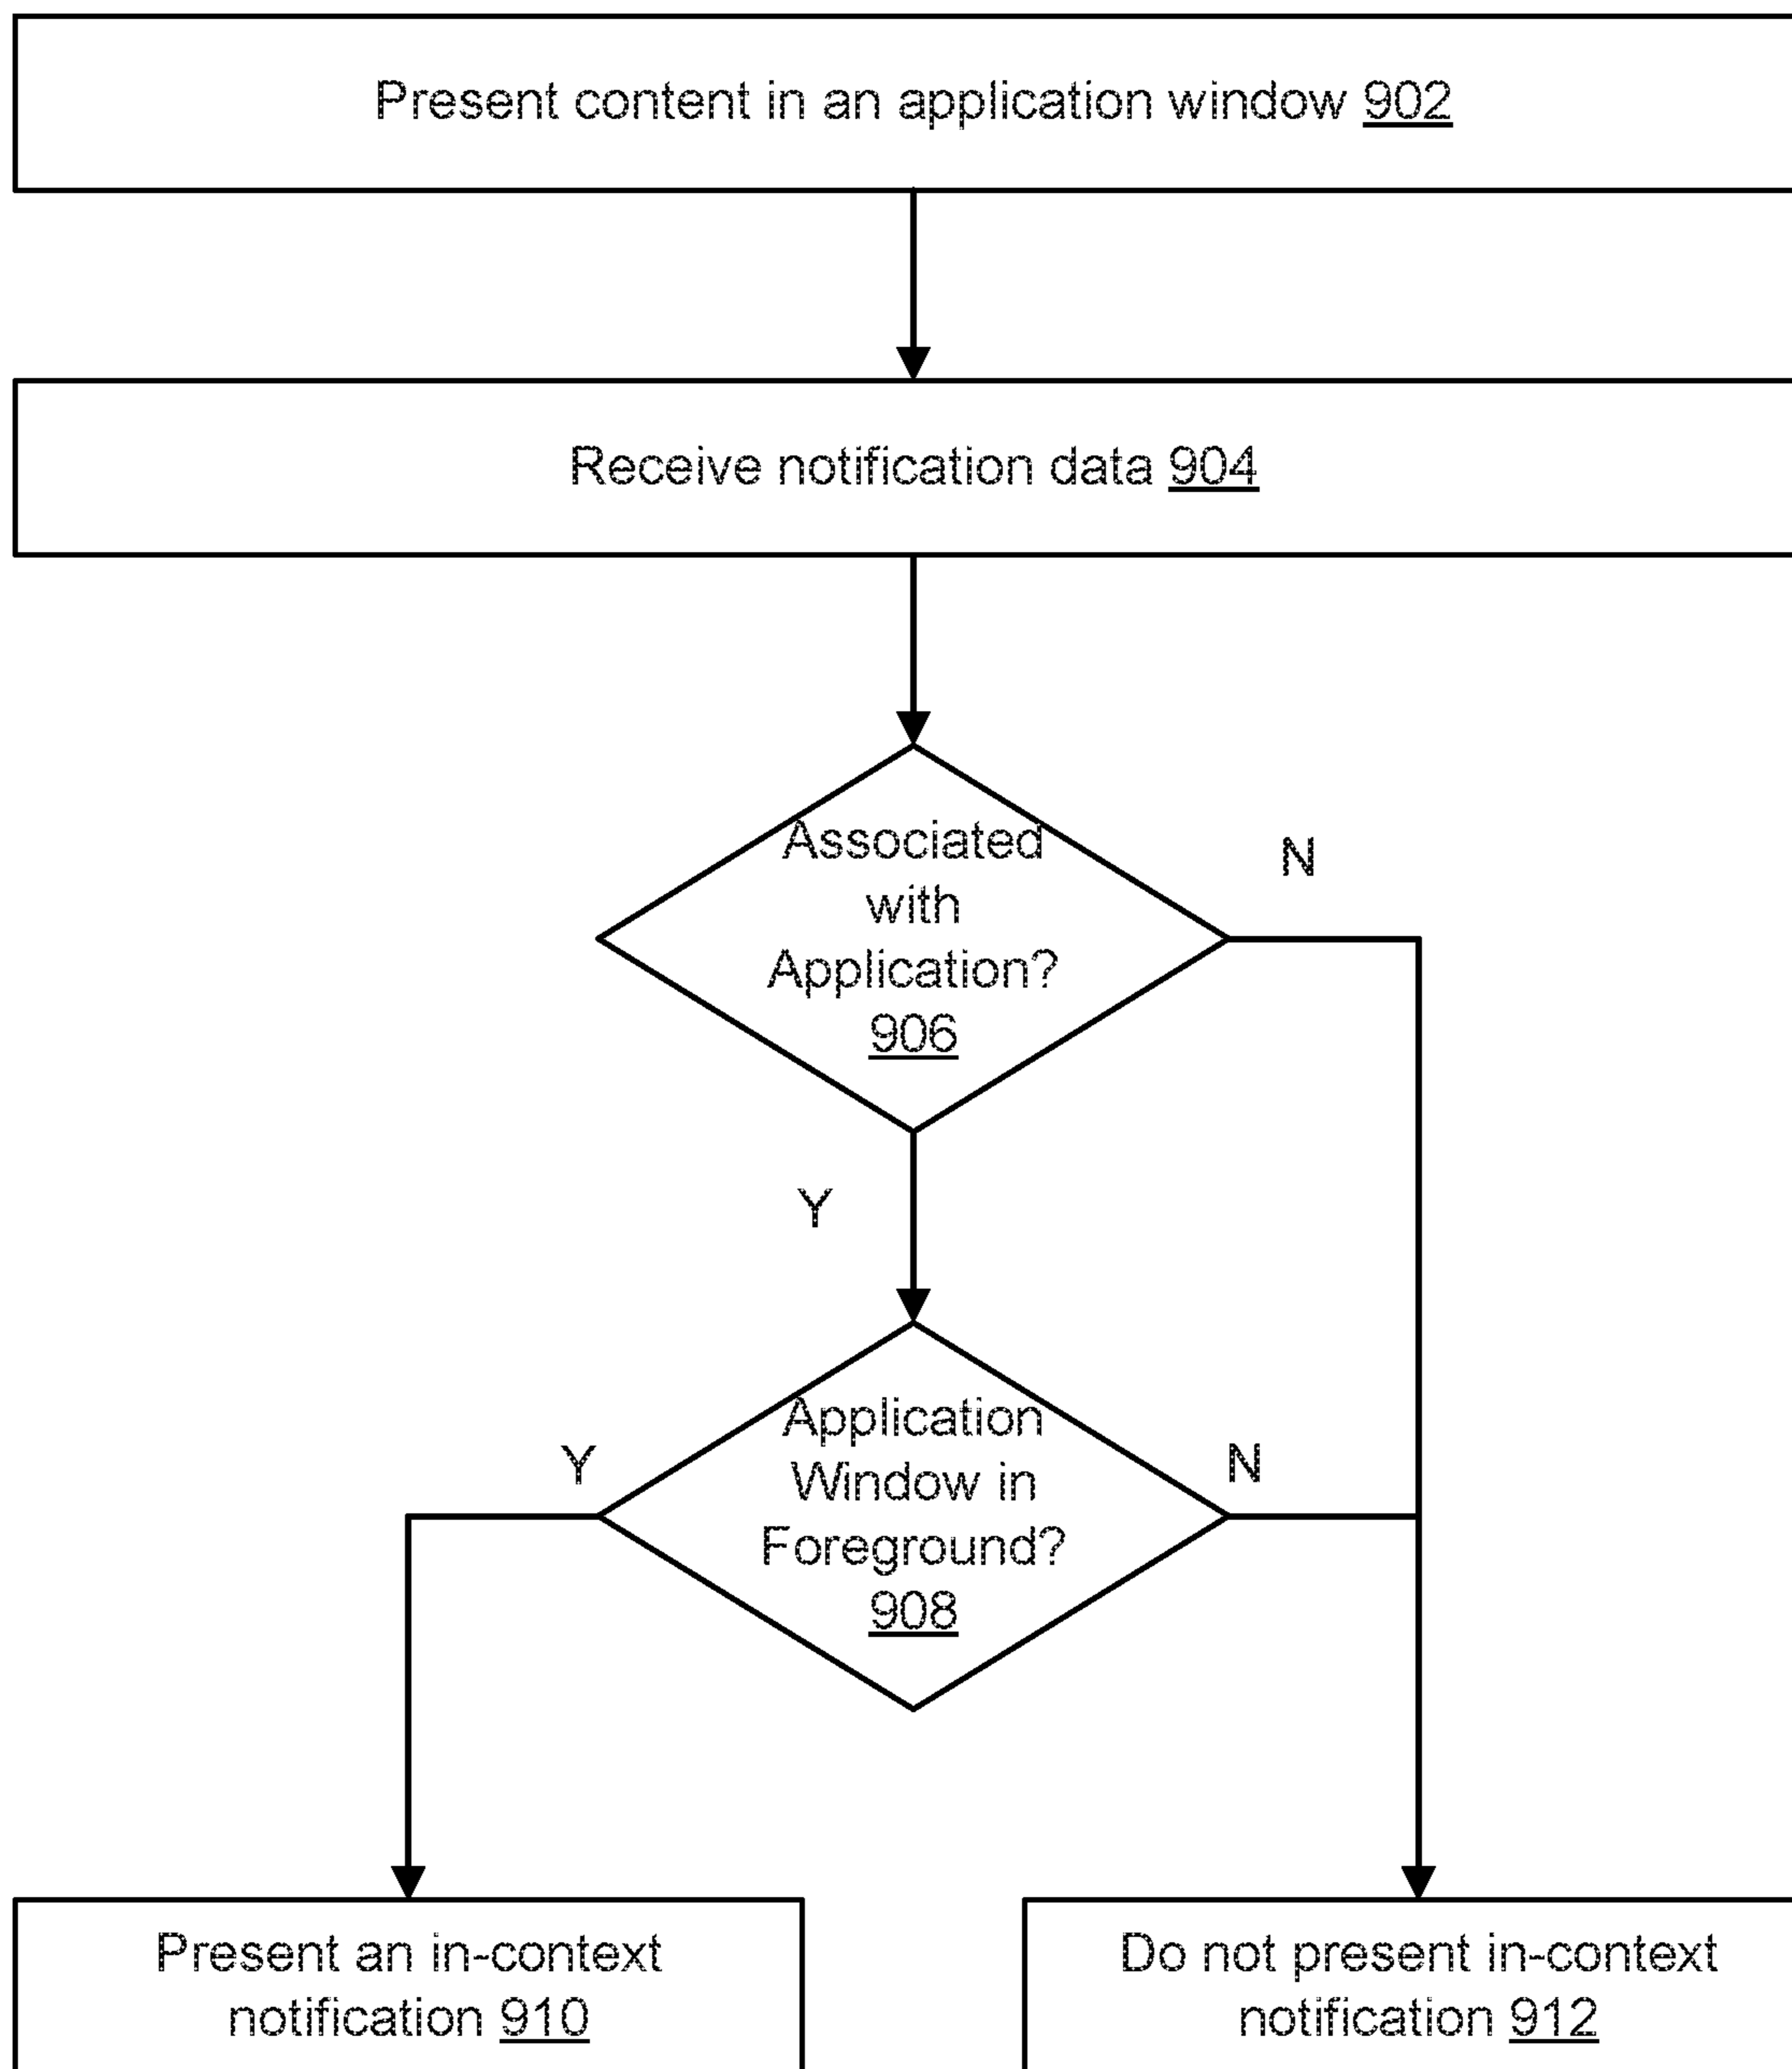 Present content in an application window 902
Receive notification data 904
Associated
with
Application?
906
N
Y
Application
Window in
Foreground?
908
Y
N
Present an in-context
notification 910
Do not present in-context
notification 912